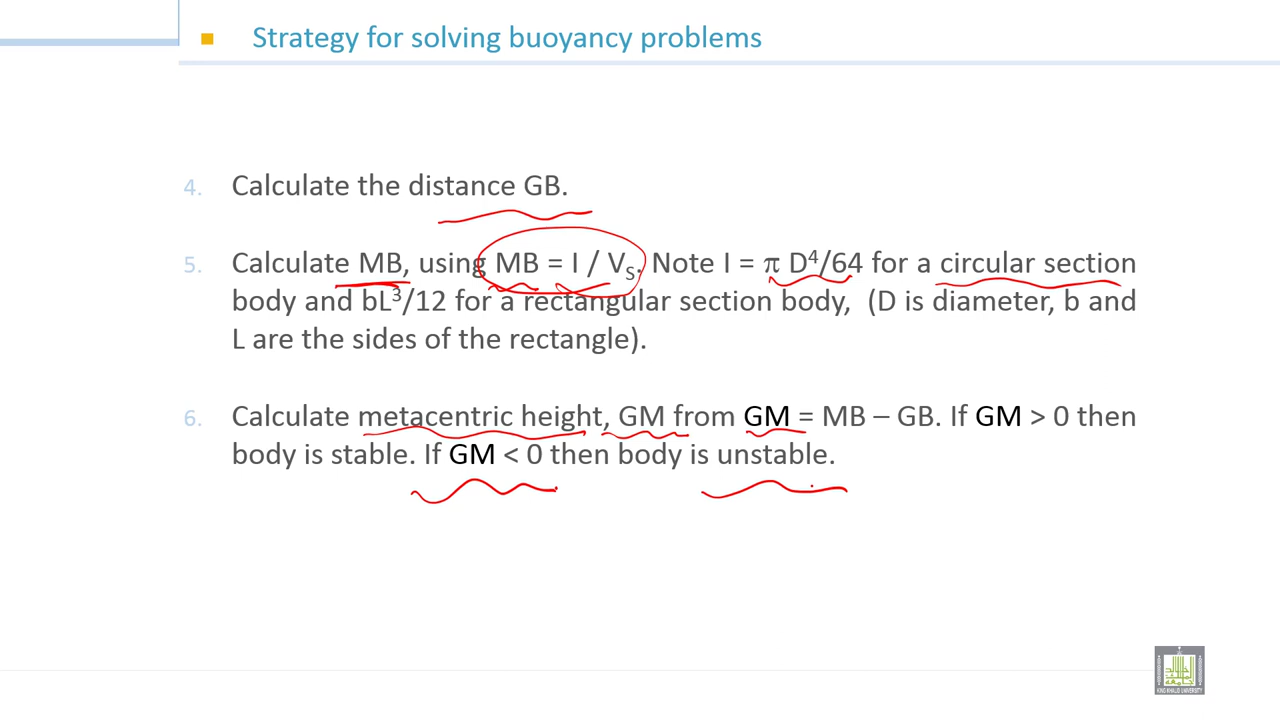 Strategy for solving buoyancy problems
4. Calculate the distance GB.
5. Calculate MB, using MB = I / VS. Note I = π D⁴/64 for a circular section
body and bL³/12 for a rectangular section body, (D is diameter, b and
L are the sides of the rectangle).
6. Calculate metacentric height, GM from GM = MB – GB. If GM > 0 then
body is stable. If GM < 0 then body is unstable.
KING KHALID UNIVERSITY